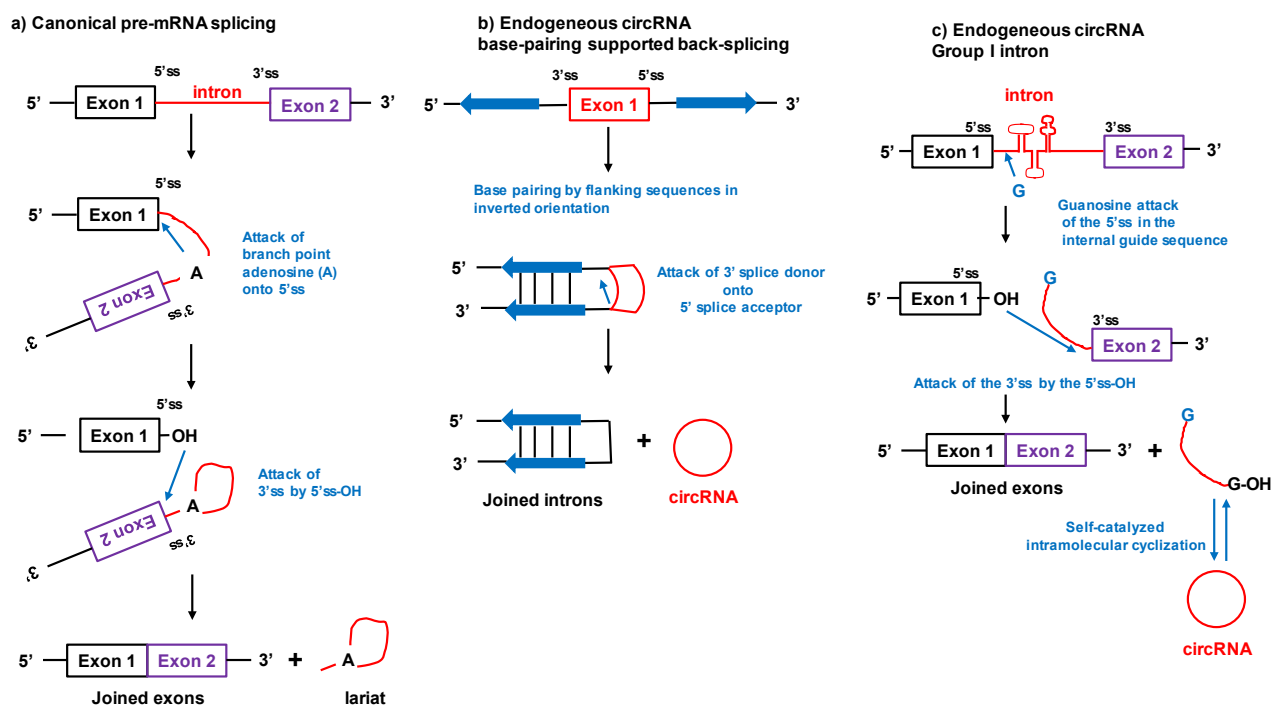 a) Canonical pre-mRNA splicing
5’ss
3’ss
intron
5’
Exon 1
Exon 2
3’
5’ss
5’
Exon 1
Attack of
branch point
adenosine (A)
onto 5’ss
A
Exon 2
3’ss
3’
5’ss
5’
Exon 1
OH
Attack of
3’ss by 5’ss-OH
A
Exon 2
3’ss
3’
5’
Exon 1
Exon 2
3’
+
A
Joined exons
lariat
b) Endogeneous circRNA
base-pairing supported back-splicing
3’ss
5’ss
5’
Exon 1
3’
Base pairing by flanking sequences in
inverted orientation
5’
3’
Attack of 3’ splice donor
onto
5’ splice acceptor
5’
3’
+
Joined introns
circRNA
c) Endogeneous circRNA
Group I intron
intron
5’ss
3’ss
5’
Exon 1
Exon 2
3’
G
Guanosine attack
of the 5’ss in the
internal guide sequence
5’ss
G
5’
Exon 1
OH
3’ss
Exon 2
3’
Attack of the 3’ss by the 5’ss-OH
5’
Exon 1
Exon 2
3’
+
G
G-OH
Joined exons
Self-catalyzed
intramolecular cyclization
circRNA